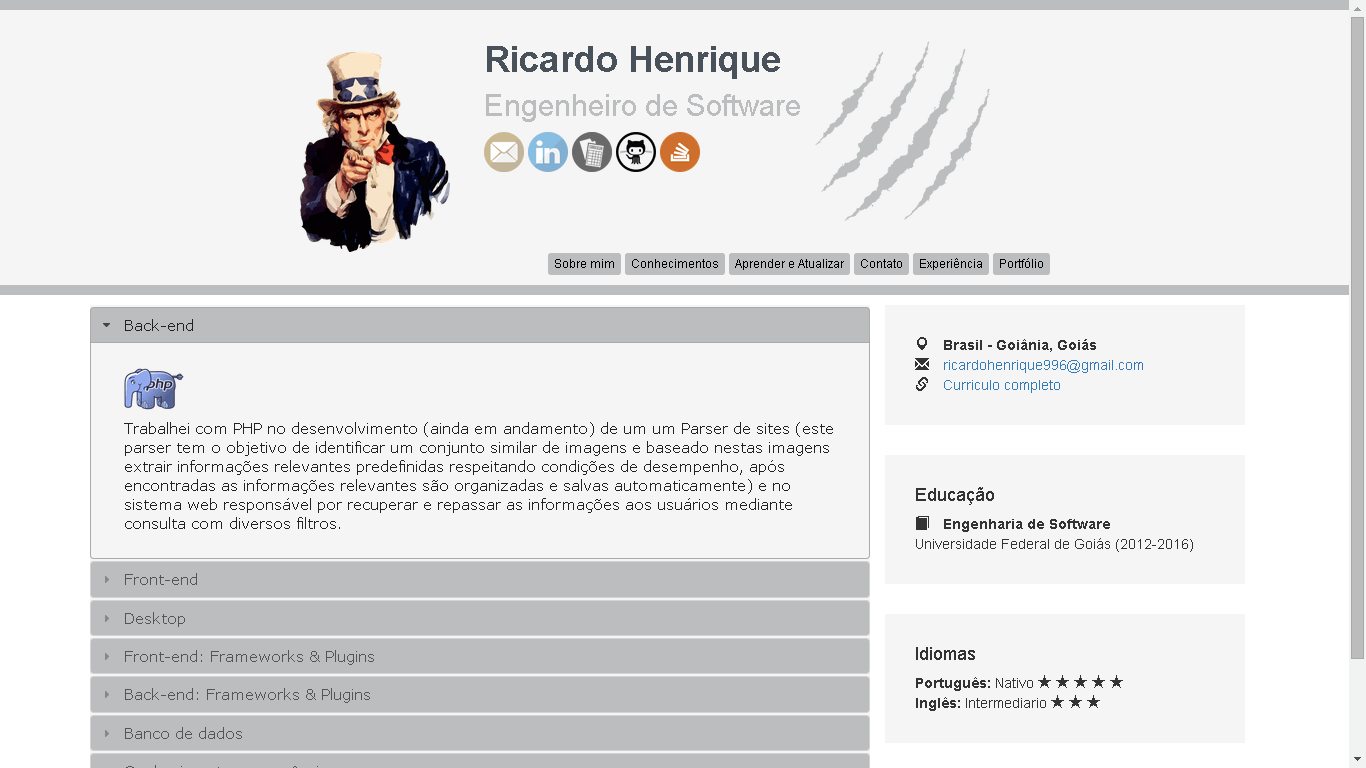 Ricardo Henrique
Engenheiro de Software
in
Sobre mim
Conhecimentos
Aprender e Atualizar
Contato
Experiência
Portfólio
Back-end
php
Trabalhei com PHP no desenvolvimento (ainda em andamento) de um um Parser de sites (este
parser tem o objetivo de identificar um conjunto similar de imagens e baseado nestas imagens
extrair informações relevantes predefinidas respeitando condições de desempenho, após
encontradas as informações relevantes são organizadas e salvas automaticamente) e no
sistema web responsável por recuperar e repassar as informações aos usuários mediante
consulta com diversos filtros.
Front-end
Desktop
Front-end: Frameworks & Plugins
Back-end: Frameworks & Plugins
Banco de dados
Brasil - Goiânia, Goiás
ricardohenrique996@gmail.com
Curriculo completo
Educação
Engenharia de Software
Universidade Federal de Goiás (2012-2016)
Idiomas
Português: Nativo ★ ★ ★ ★ ★
Inglês: Intermediario ★ ★ ★